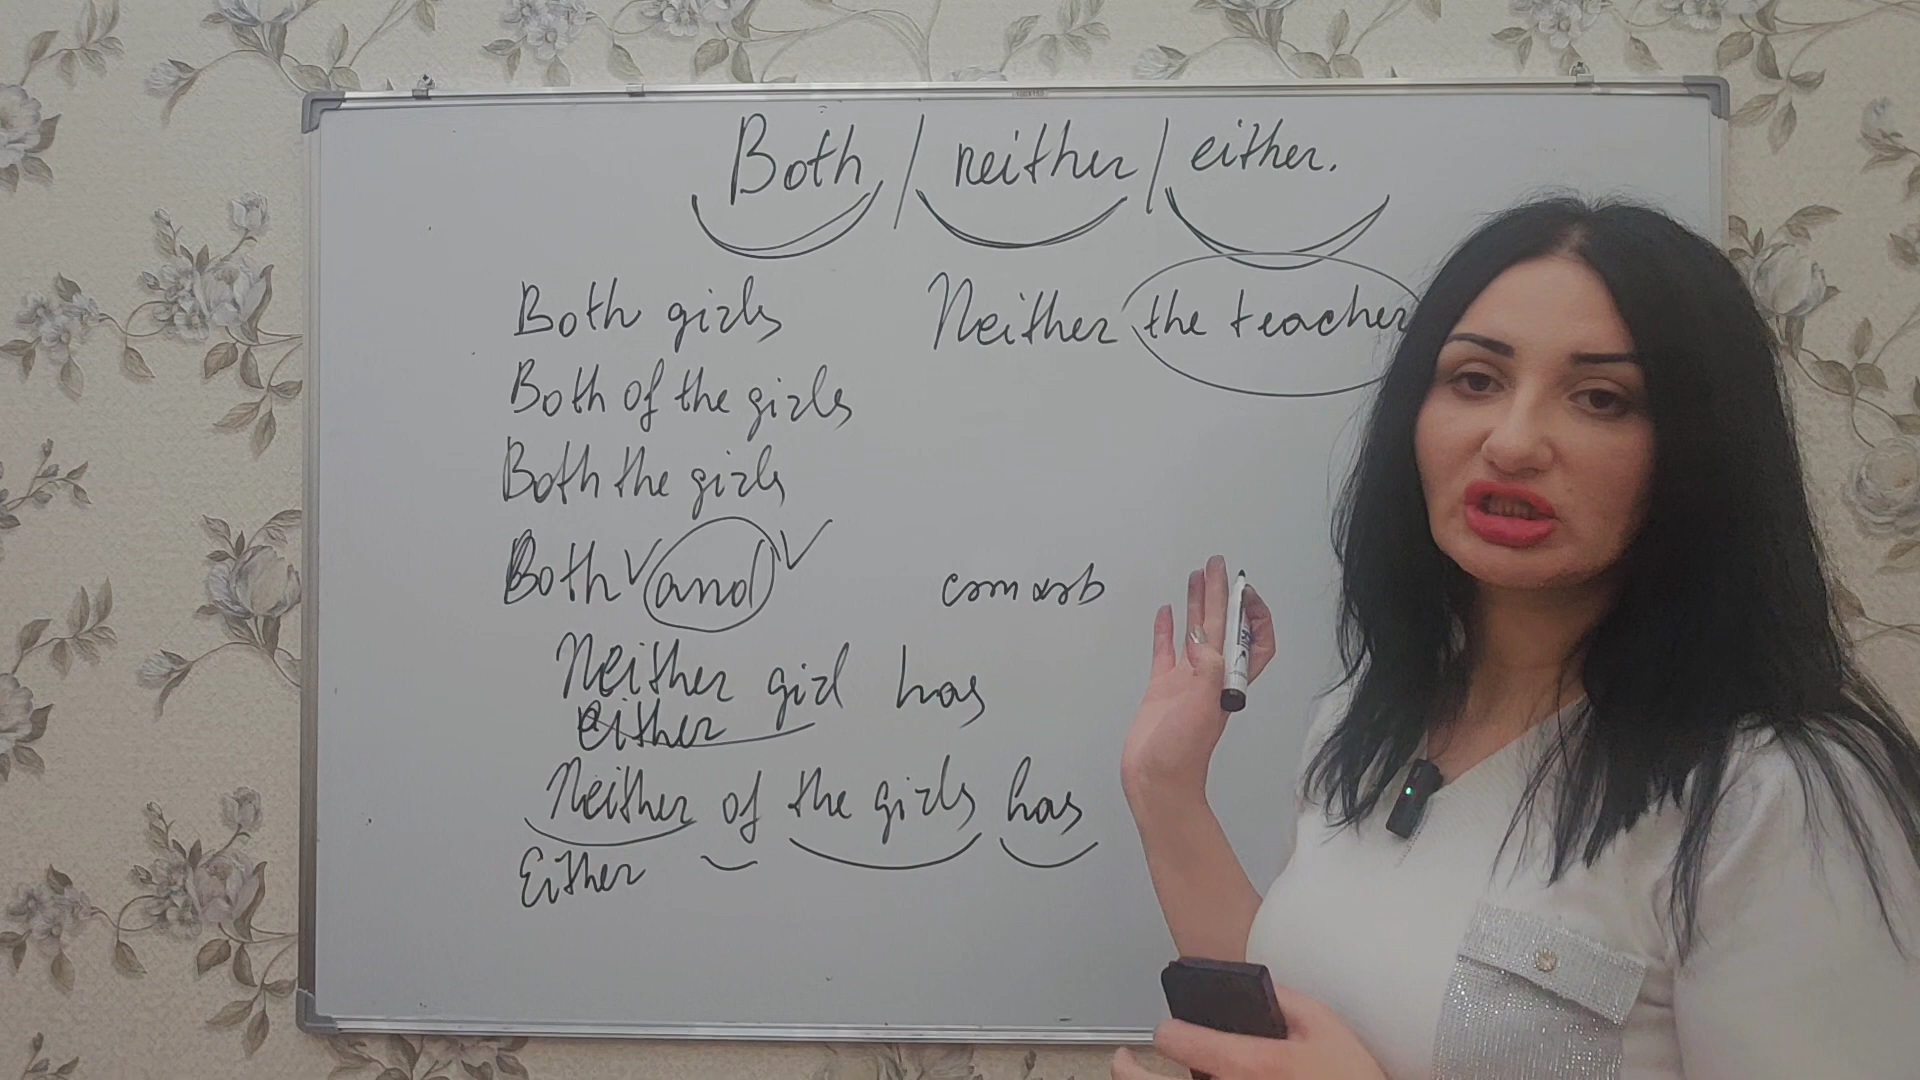 Both / neither / either.
Both girls
Neither the teacher
Both of the girls
Both the girls
Both V and V
Neither girl has
either
Neither of the girls has
Either